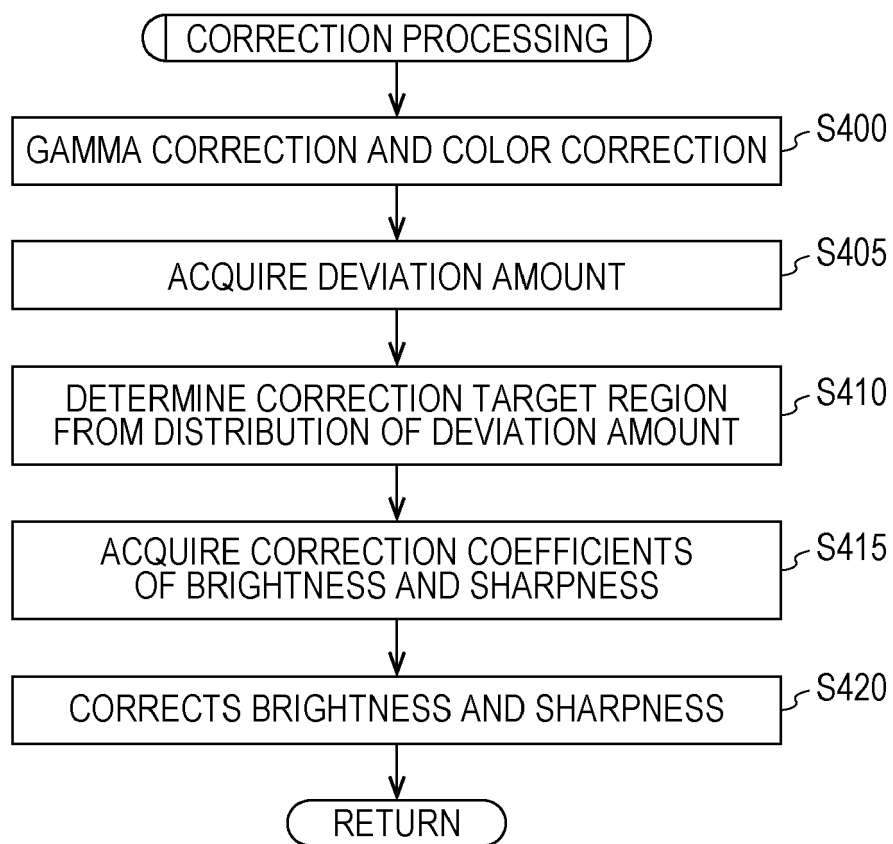 CORRECTION PROCESSING
GAMMA CORRECTION AND COLOR CORRECTION
S400
ACQUIRE DEVIATION AMOUNT
S405
DETERMINE CORRECTION TARGET REGION
FROM DISTRIBUTION OF DEVIATION AMOUNT
S410
ACQUIRE CORRECTION COEFFICIENTS
OF BRIGHTNESS AND SHARPNESS
S415
CORRECTS BRIGHTNESS AND SHARPNESS
S420
RETURN